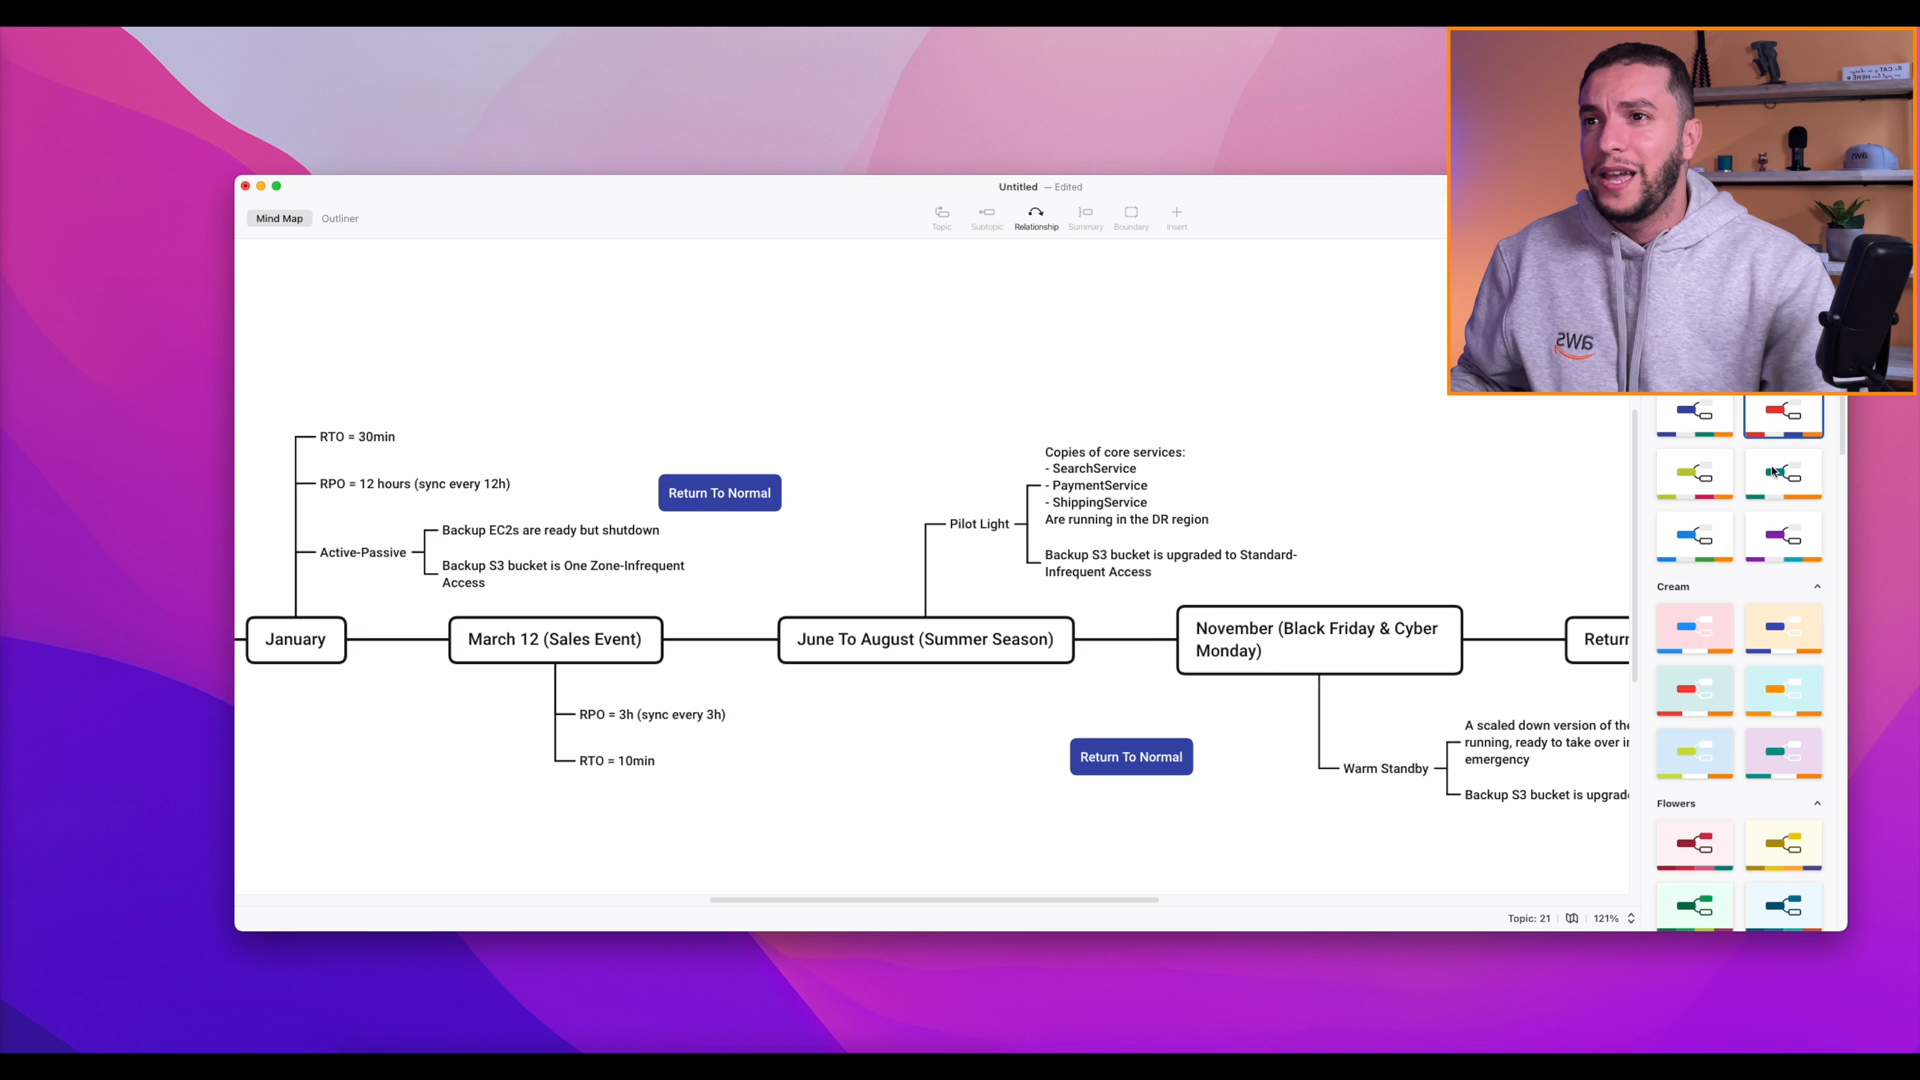 Untitled — Edited
Mind Map
Outliner
Topic
Subtopic
Relationship
Summary
Boundary
Insert
aws
aws
RTO = 30min
RPO = 12 hours (sync every 12h)
Active-Passive
Backup EC2s are ready but shutdown
Backup S3 bucket is One Zone-Infrequent
Access
Return To Normal
Pilot Light
Copies of core services:
- SearchService
- PaymentService
- ShippingService
Are running in the DR region
Backup S3 bucket is upgraded to Standard-
Infrequent Access
January
March 12 (Sales Event)
June To August (Summer Season)
November (Black Friday & Cyber
Monday)
Return
RPO = 3h (sync every 3h)
RTO = 10min
Return To Normal
Warm Standby
A scaled down version of the
running, ready to take over i
emergency
Backup S3 bucket is upgrade
Cream
Flowers
Topic: 21
121%